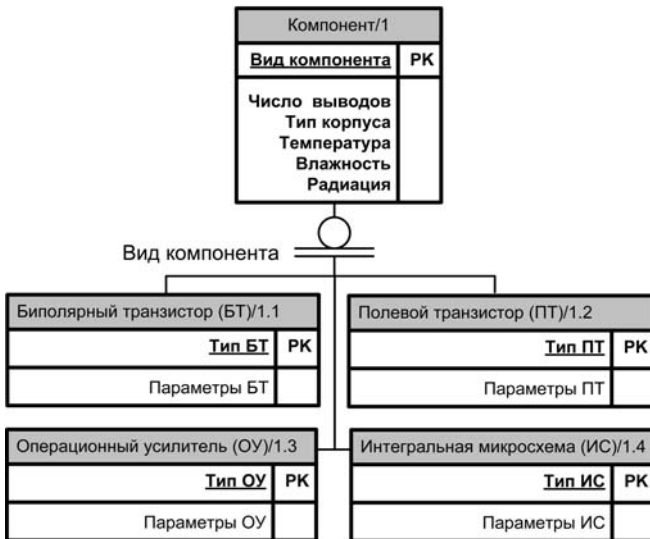 Компонент/1
Вид компонента PK
Число выводов
Тип корпуса
Температура
Влажность
Радиация
Вид компонента
Биполярный транзистор (БТ)/1.1
Тип БТ PK
Параметры БТ
Полевой транзистор (ПТ)/1.2
Тип ПТ PK
Параметры ПТ
Операционный усилитель (ОУ)/1.3
Тип ОУ PK
Параметры ОУ
Интегральная микросхема (ИС)/1.4
Тип ИС PK
Параметры ИС